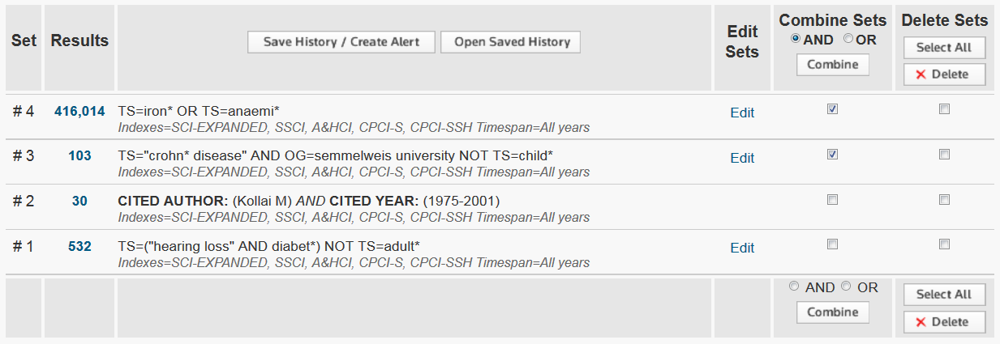 Set Results Save History / Create Alert Open Saved History Edit Sets Combine Sets Delete Sets
AND OR Select All
Combine Delete
# 4 416,014 TS=iron* OR TS=anaemi* Edit
Indexes=SCI-EXPANDED, SSCI, A&HCI, CPCI-S, CPCI-SSH Timespan=All years
# 3 103 TS="crohn* disease" AND OG=semmelweis university NOT TS=child* Edit
Indexes=SCI-EXPANDED, SSCI, A&HCI, CPCI-S, CPCI-SSH Timespan=All years
# 2 30 CITED AUTHOR: (Kollai M) AND CITED YEAR: (1975-2001)
Indexes=SCI-EXPANDED, SSCI, A&HCI, CPCI-S, CPCI-SSH Timespan=All years
# 1 532 TS=("hearing loss" AND diabet*) NOT TS=adult* Edit
Indexes=SCI-EXPANDED, SSCI, A&HCI, CPCI-S, CPCI-SSH Timespan=All years
AND OR Select All
Combine Delete